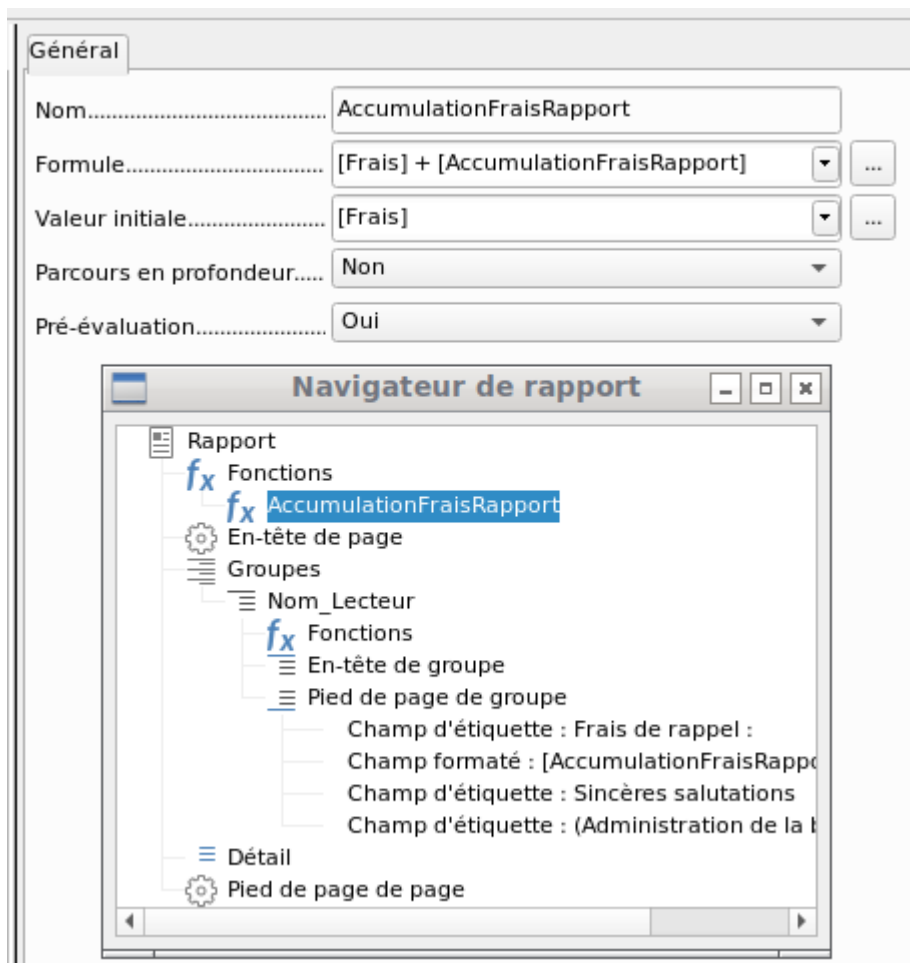 Général
Nom........................................ AccumulationFraisRapport
Formule................................. [Frais] + [AccumulationFraisRapport] ...
Valeur initiale....................... [Frais] ...
Parcours en profondeur..... Non
Pré-évaluation...................... Oui
Navigateur de rapport
Rapport
fx Fonctions
fx AccumulationFraisRapport
En-tête de page
Groupes
Nom_Lecteur
fx Fonctions
En-tête de groupe
Pied de page de groupe
Champ d'étiquette : Frais de rappel :
Champ formaté : [AccumulationFraisRappo
Champ d'étiquette : Sincères salutations
Champ d'étiquette : (Administration de la
Détail
Pied de page de page